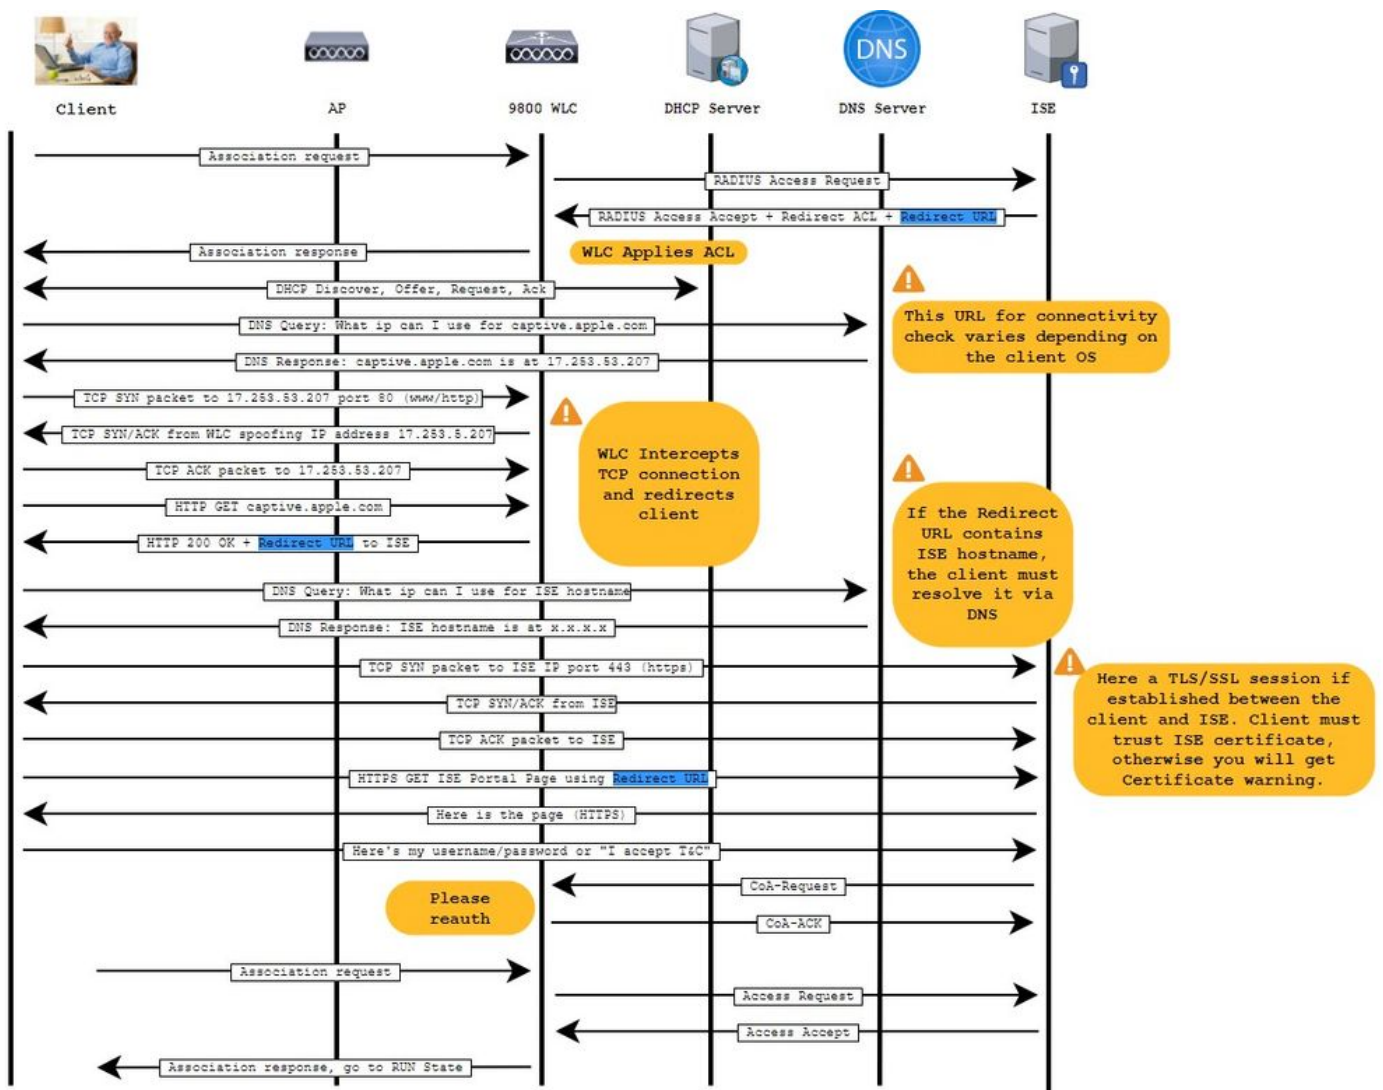 DNS
Client
AP
9800 WLC
DHCP Server
DNS Server
ISE
Association request
RADIUS Access Request
RADIUS Access Accept + Redirect ACL + Redirect URL
Association response
WLC Applies ACL
DHCP Discover, Offer, Request, Ack
DNS Query: What ip can I use for captive.apple.com
This URL for connectivity
check varies depending on
the client OS
DNS Response: captive.apple.com is at 17.253.53.207
TCP SYN packet to 17.253.53.207 port 80 (www/http)
TCP SYN/ACK from WLC spoofing IP address 17.253.5.207
WLC Intercepts
TCP connection
and redirects
client
TCP ACK packet to 17.253.53.207
HTTP GET captive.apple.com
HTTP 200 OK + Redirect URL to ISE
If the Redirect
URL contains
ISE hostname,
the client must
resolve it via
DNS
DNS Query: What ip can I use for ISE hostname
DNS Response: ISE hostname is at x.x.x.x
TCP SYN packet to ISE IP port 443 (https)
TCP SYN/ACK from ISE
TCP ACK packet to ISE
Here a TLS/SSL session if
established between the
client and ISE. Client must
trust ISE certificate,
otherwise you will get
Certificate warning.
HTTPS GET ISE Portal Page using Redirect URL
Here is the page (HTTPS)
Here's my username/password or "I accept T&C"
CoA-Request
Please
reauth
CoA-ACK
Association request
Access Request
Access Accept
Association response, go to RUN State